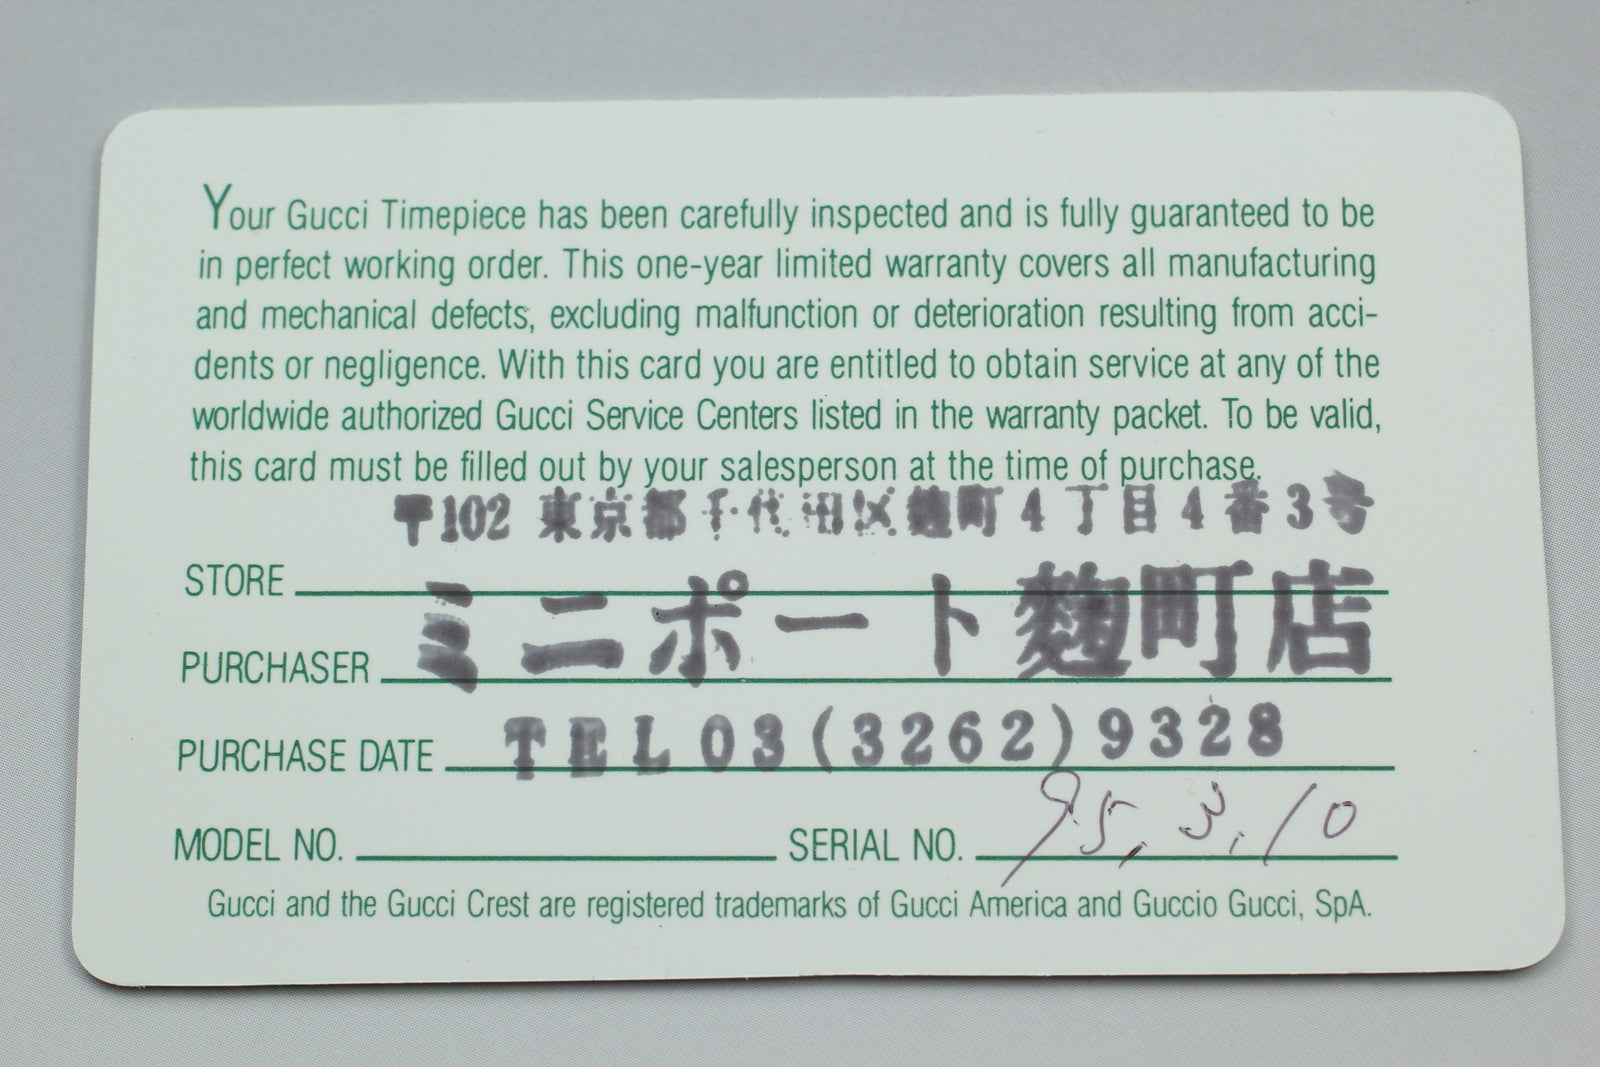 Your Gucci Timepiece has been carefully inspected and is fully guaranteed to be
in perfect working order. This one-year limited warranty covers all manufacturing
and mechanical defects, excluding malfunction or deterioration resulting from acci-
dents or negligence. With this card you are entitled to obtain service at any of the
worldwide authorized Gucci Service Centers listed in the warranty packet. To be valid,
this card must be filled out by your salesperson at the time of purchase.
〒102 東京都千代田区麹町4丁目4番3号
STORE
ミニポート麹町店
PURCHASER
PURCHASE DATE TEL 03(3262)9328
MODEL NO. SERIAL NO. 95.3.10
Gucci and the Gucci Crest are registered trademarks of Gucci America and Guccio Gucci, SpA.